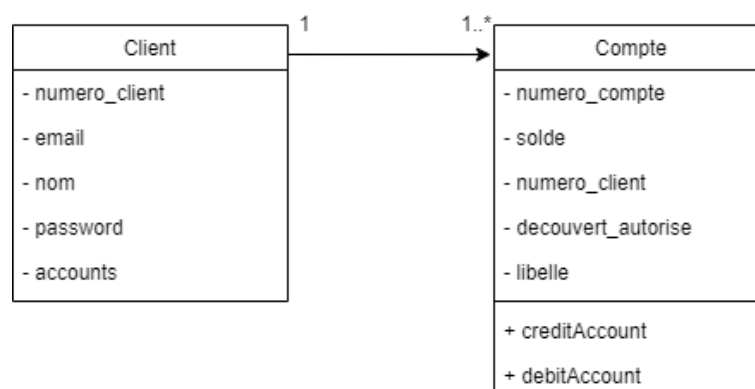 1
1..*
Client
- numero_client
- email
- nom
- password
- accounts
Compte
- numero_compte
- solde
- numero_client
- decouvert_autorise
- libelle
+ creditAccount
+ debitAccount